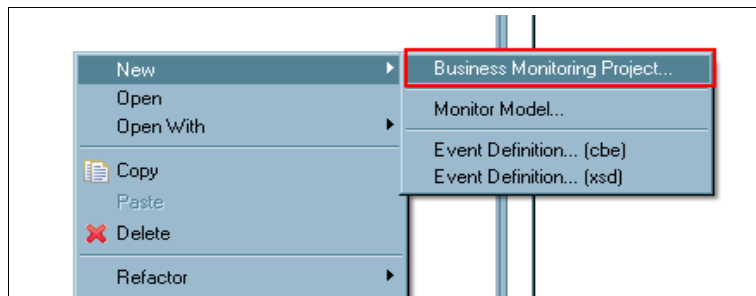 New
Open
Open With
Copy
Paste
Delete
Refactor
Business Monitoring Project...
Monitor Model...
Event Definition... (cbe)
Event Definition... (xsd)